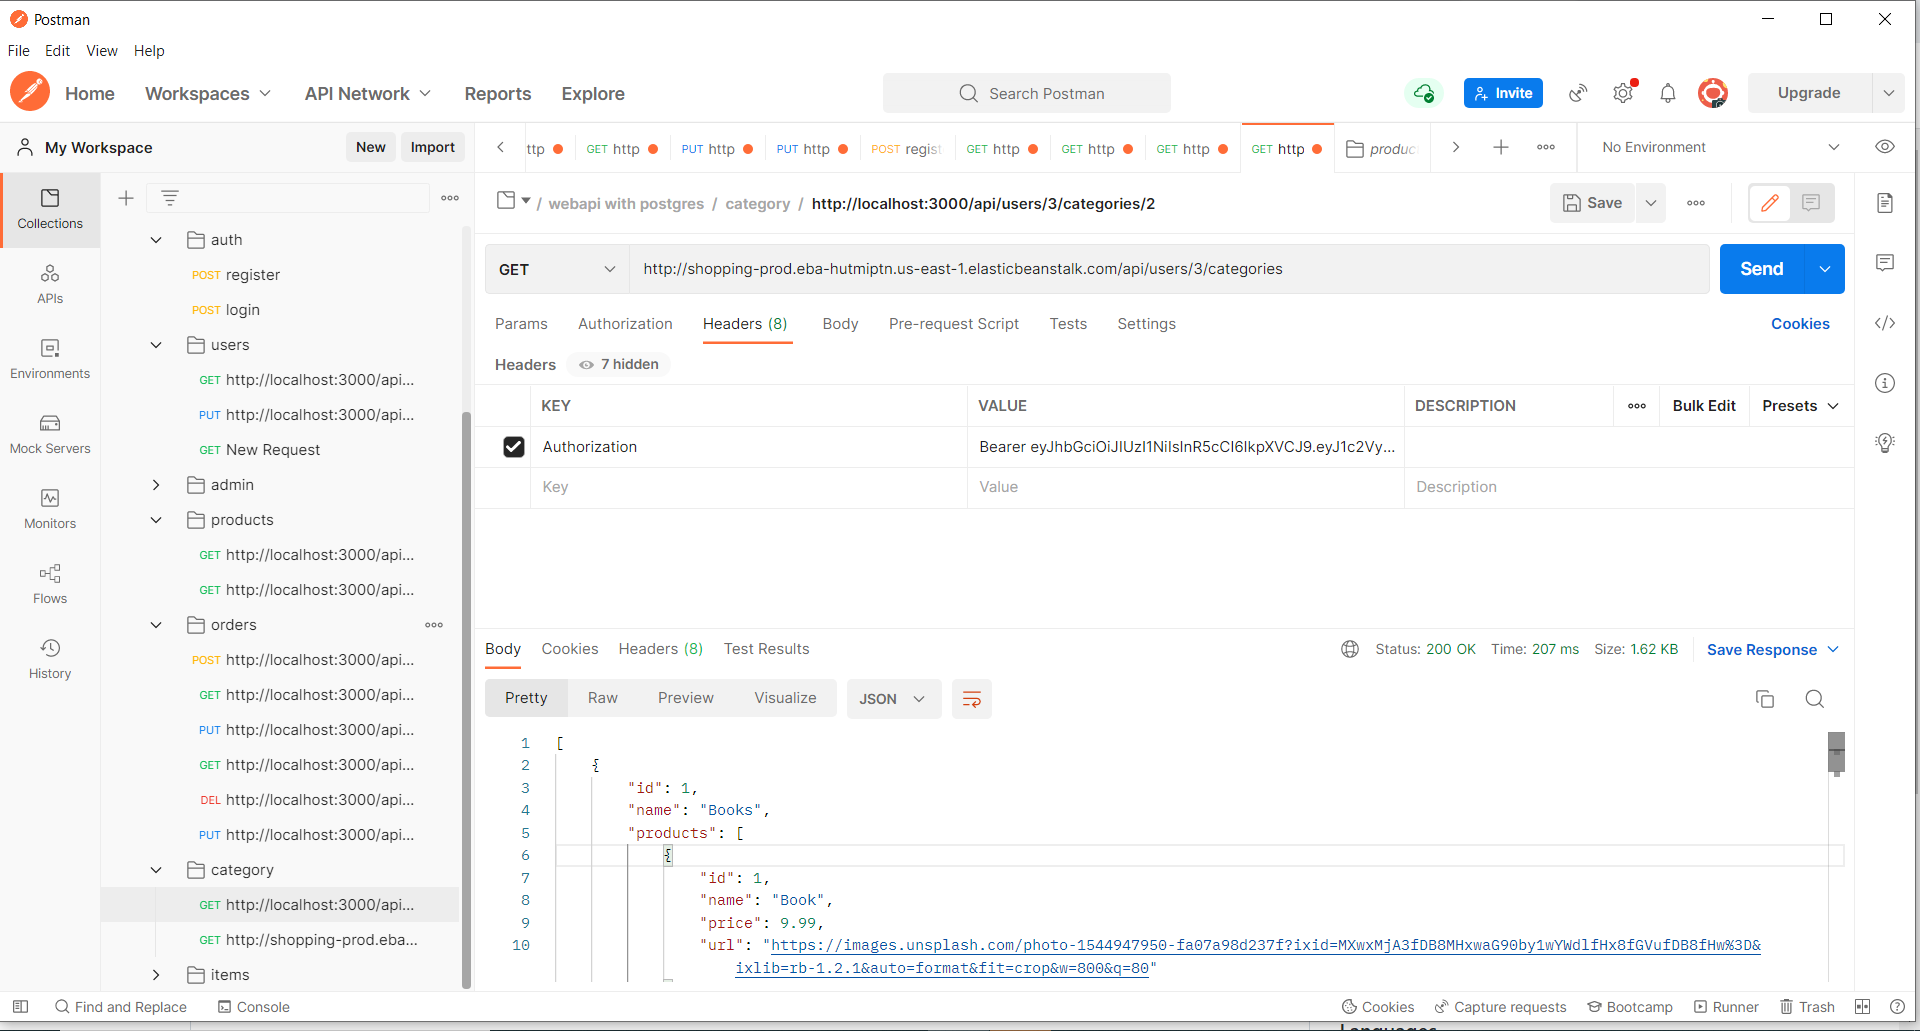 Postman
File Edit View Help
Home Workspaces API Network Reports Explore Search Postman Invite Upgrade
My Workspace New Import
ttp GET http PUT http PUT http POST regist GET http GET http GET http GET http produc No Environment
Collections
APIs
Environments
Mock Servers
Monitors
Flows
History
auth
POST register
POST login
users
GET http://localhost:3000/api...
PUT http://localhost:3000/api...
GET New Request
admin
products
GET http://localhost:3000/api...
GET http://localhost:3000/api...
orders
POST http://localhost:3000/api...
GET http://localhost:3000/api...
PUT http://localhost:3000/api...
GET http://localhost:3000/api...
DEL http://localhost:3000/api...
PUT http://localhost:3000/api...
category
GET http://localhost:3000/api...
GET http://shopping-prod.eba...
items
/ webapi with postgres / category / http://localhost:3000/api/users/3/categories/2 Save
GET http://shopping-prod.eba-hutmiptn.us-east-1.elasticbeanstalk.com/api/users/3/categories Send
Params Authorization Headers (8) Body Pre-request Script Tests Settings Cookies
Headers 7 hidden
KEY VALUE DESCRIPTION Bulk Edit Presets
Authorization Bearer eyJhbGciOiJIUzI1NiIsInR5cCI6IkpXVCJ9.eyJ1c2Vy...
Key Value Description
Body Cookies Headers (8) Test Results Status: 200 OK Time: 207 ms Size: 1.62 KB Save Response
Pretty Raw Preview Visualize JSON
1 [
2 {
3 "id": 1,
4 "name": "Books",
5 "products": [
6 {
7 "id": 1,
8 "name": "Book",
9 "price": 9.99,
10 "url": "https://images.unsplash.com/photo-1544947950-fa07a98d237f?ixid=MXwxMjA3fDB8MHxwaG90by1wYWdlfHx8fGVufDB8fHw%3D&
ixlib=rb-1.2.1&auto=format&fit=crop&w=800&q=80"
Find and Replace Console Cookies Capture requests Bootcamp Runner Trash